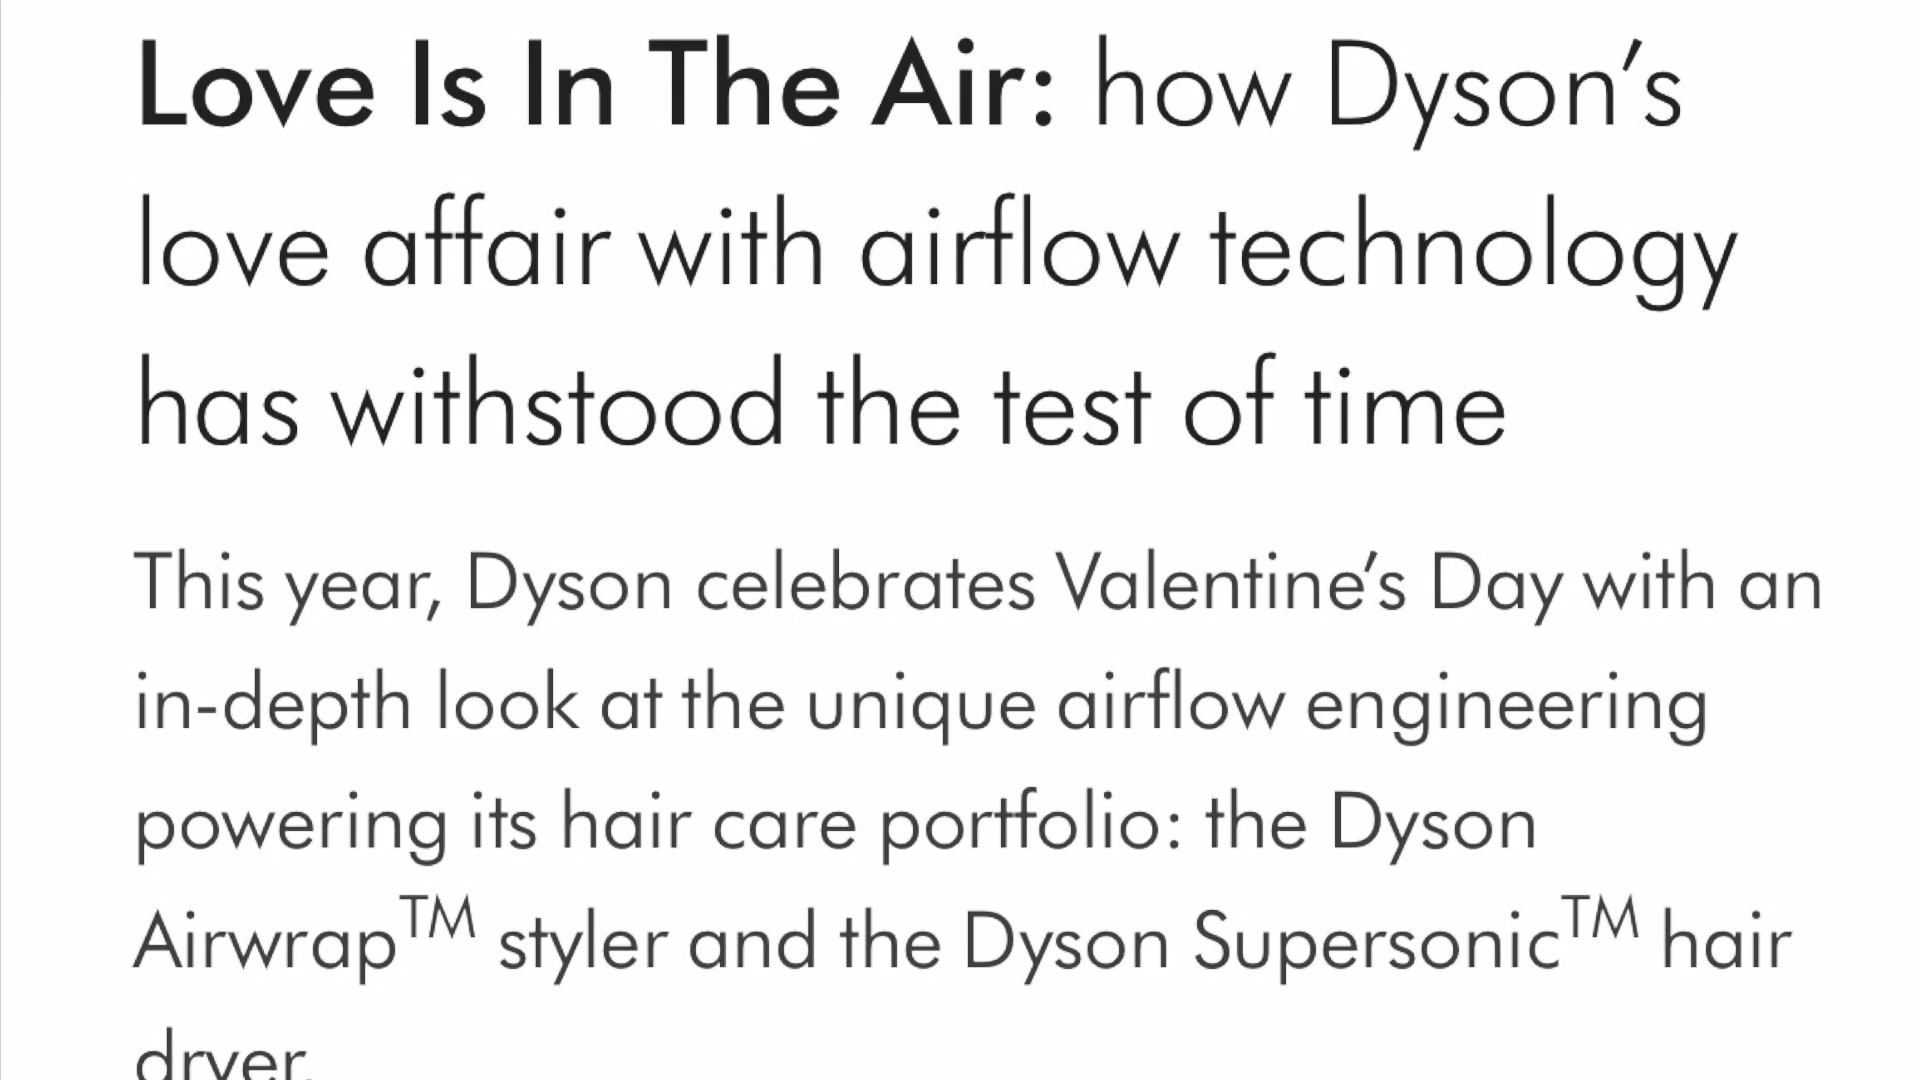 Love Is In The Air: how Dyson’s
love affair with airflow technology
has withstood the test of time
This year, Dyson celebrates Valentine’s Day with an
in-depth look at the unique airflow engineering
powering its hair care portfolio: the Dyson
Airwrap™ styler and the Dyson Supersonic™ hair
dryer.